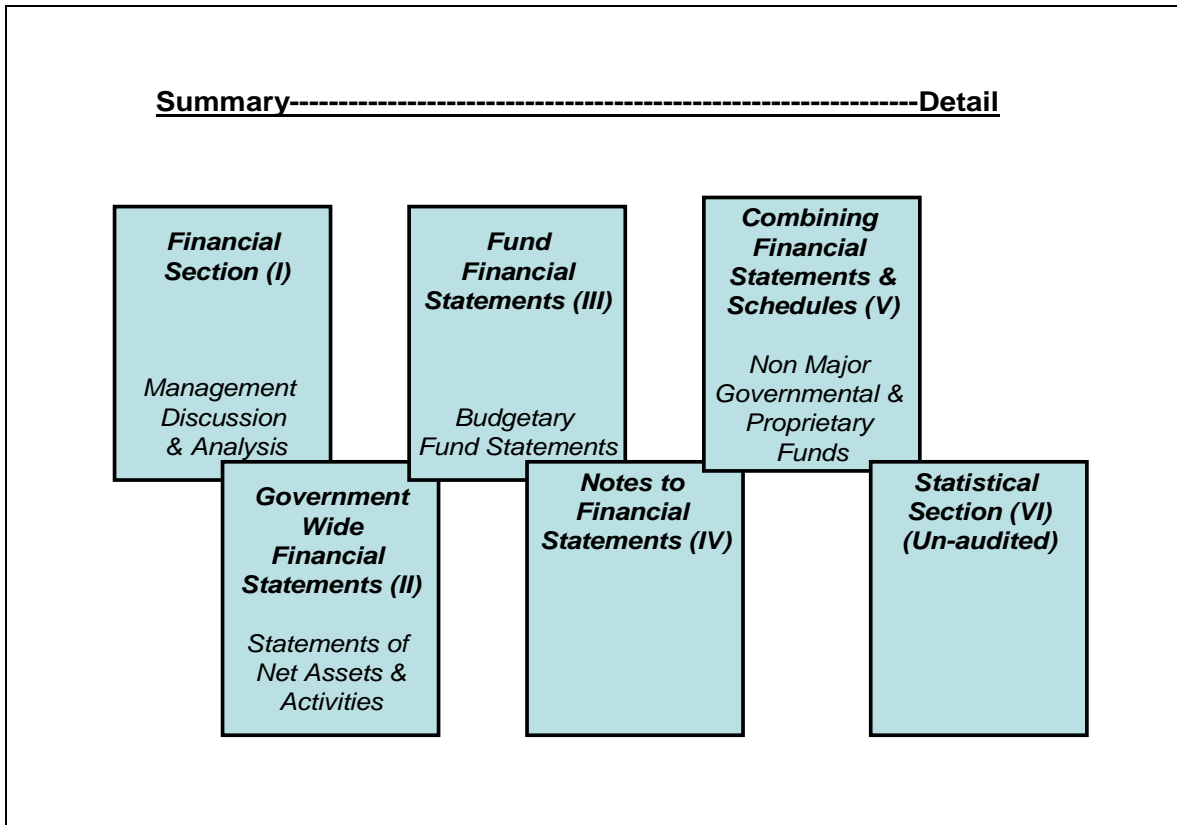 Summary----------------------------------------------------------------Detail
Financial
Section (I)
Management
Discussion
& Analysis
Government
Wide
Financial
Statements (II)
Statements of
Net Assets &
Activities
Fund
Financial
Statements (III)
Budgetary
Fund Statements
Notes to
Financial
Statements (IV)
Combining
Financial
Statements &
Schedules (V)
Non Major
Governmental &
Proprietary
Funds
Statistical
Section (VI)
(Un-audited)